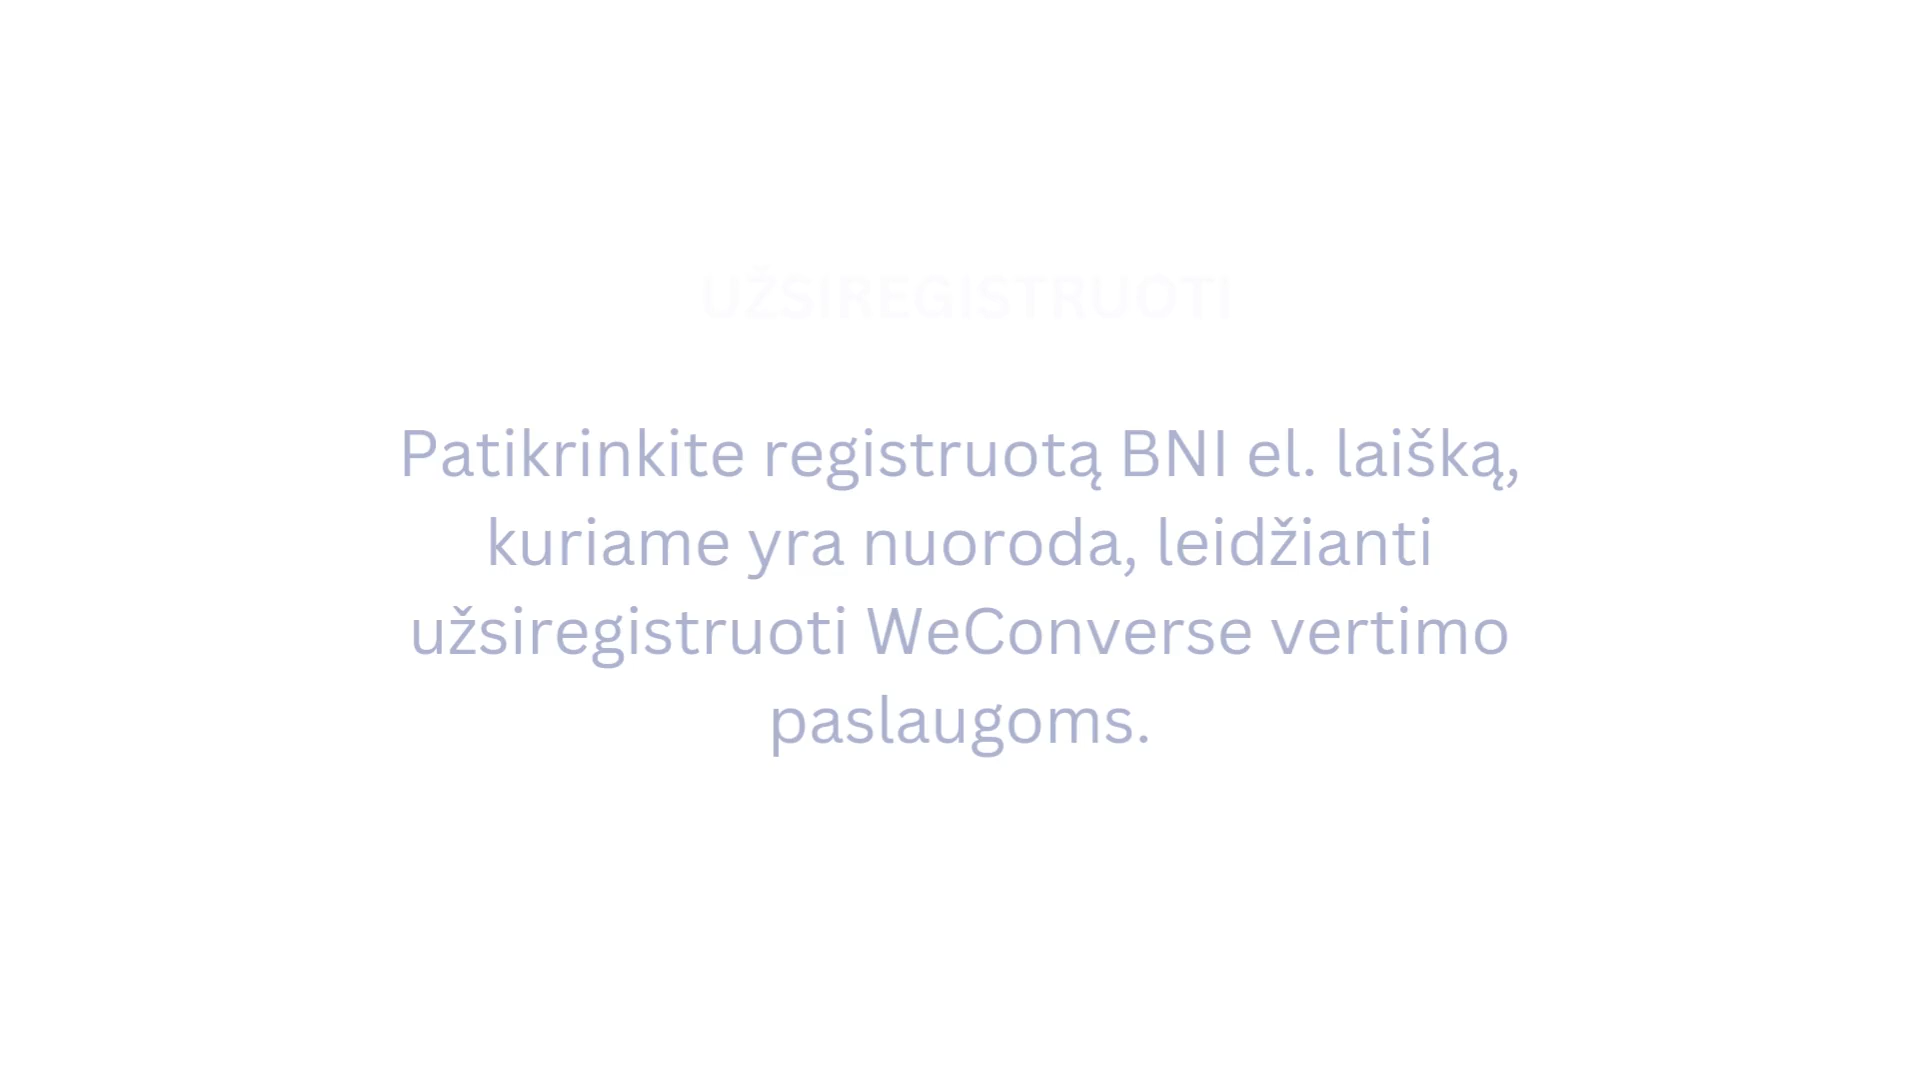 UŽSIREGISTRUOTI
Patikrinkite registruotą BNI el. laišką,
kuriame yra nuoroda, leidžianti
užsiregistruoti WeConverse vertimo
paslaugoms.